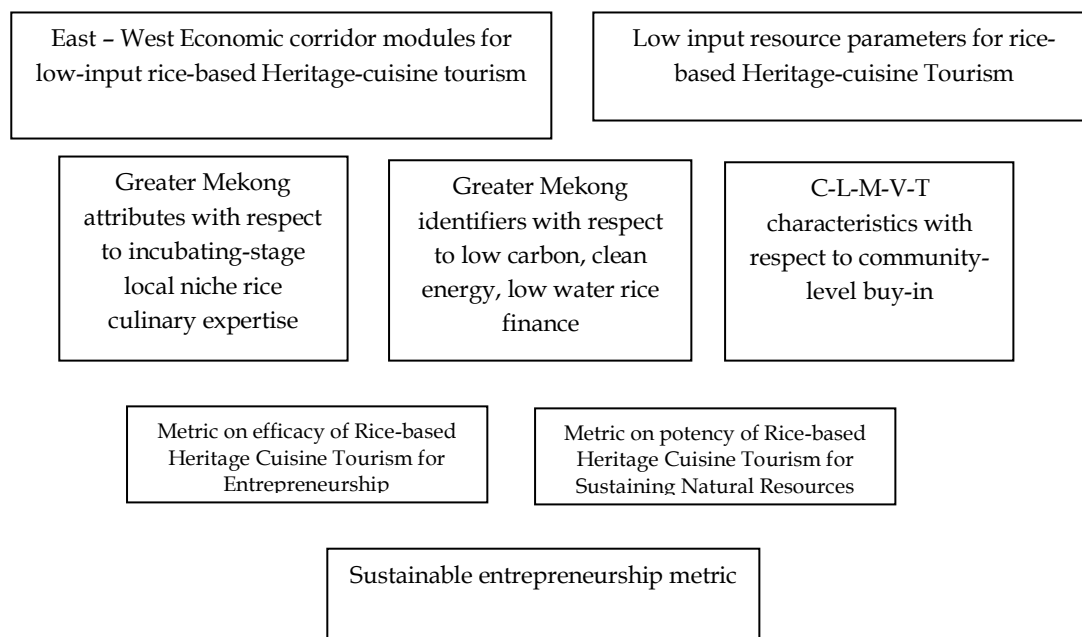 East – West Economic corridor modules for
low-input rice-based Heritage-cuisine tourism
Low input resource parameters for rice-
based Heritage-cuisine Tourism
Greater Mekong
attributes with respect
to incubating-stage
local niche rice
culinary expertise
Greater Mekong
identifiers with respect
to low carbon, clean
energy, low water rice
finance
C-L-M-V-T
characteristics with
respect to community-
level buy-in
Metric on efficacy of Rice-based
Heritage Cuisine Tourism for
Entrepreneurship
Metric on potency of Rice-based
Heritage Cuisine Tourism for
Sustaining Natural Resources
Sustainable entrepreneurship metric